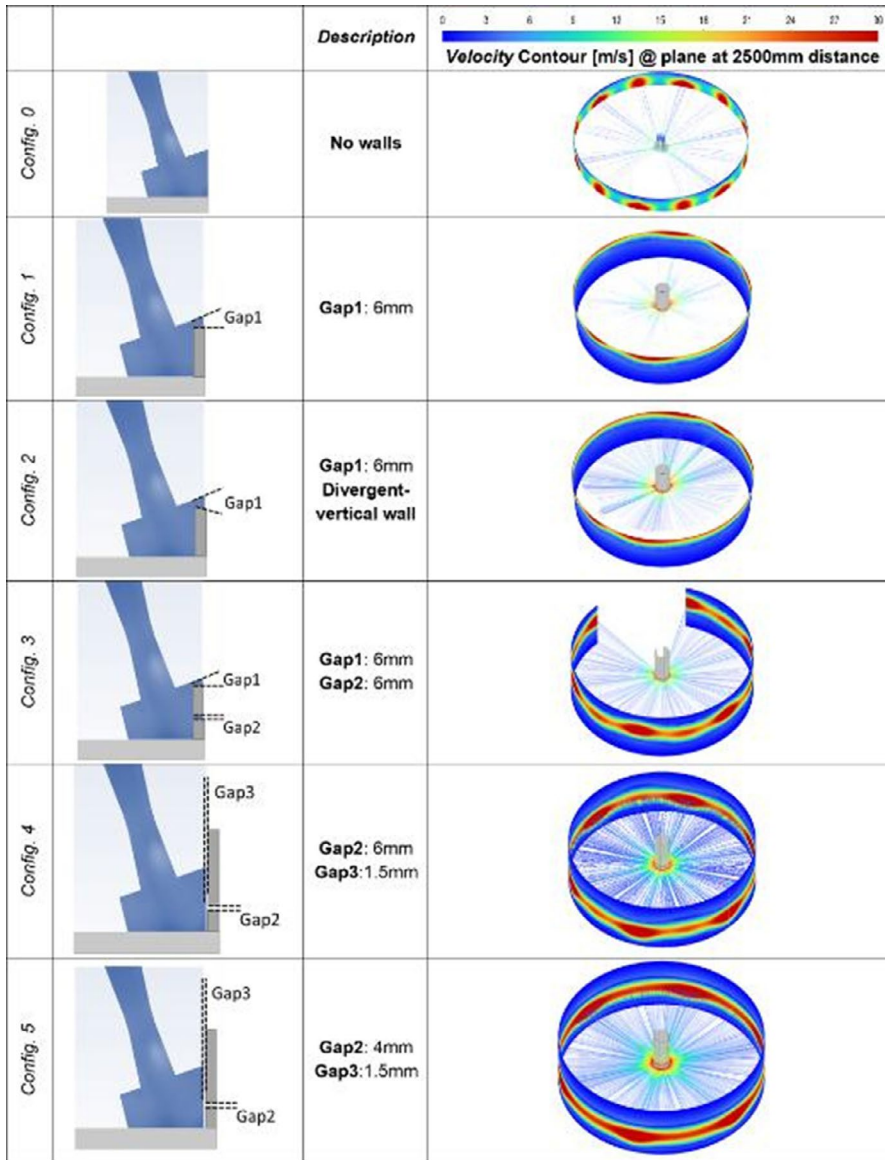 Description
0 3 6 9 12 15 18 21 24 27 30
Velocity Contour [m/s] @ plane at 2500mm distance
Config. 0
No walls
Config. 1
Gap1
Gap1: 6mm
Config. 2
Gap1
Gap1: 6mm
Divergent-
vertical wall
Config. 3
Gap1
Gap2
Gap1: 6mm
Gap2: 6mm
Config. 4
Gap3
Gap2
Gap2: 6mm
Gap3:1.5mm
Config. 5
Gap3
Gap2
Gap2: 4mm
Gap3:1.5mm